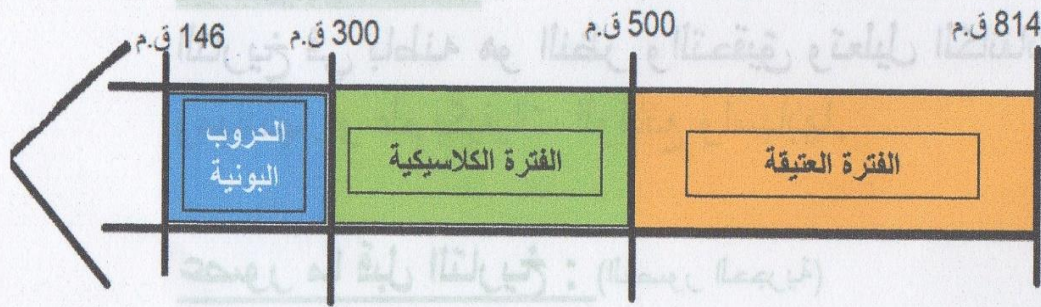 814 ق.م
500 ق.م
300 ق.م
146 ق.م
الفترة العتيقة
الفترة الكلاسيكية
الحروب
البونية